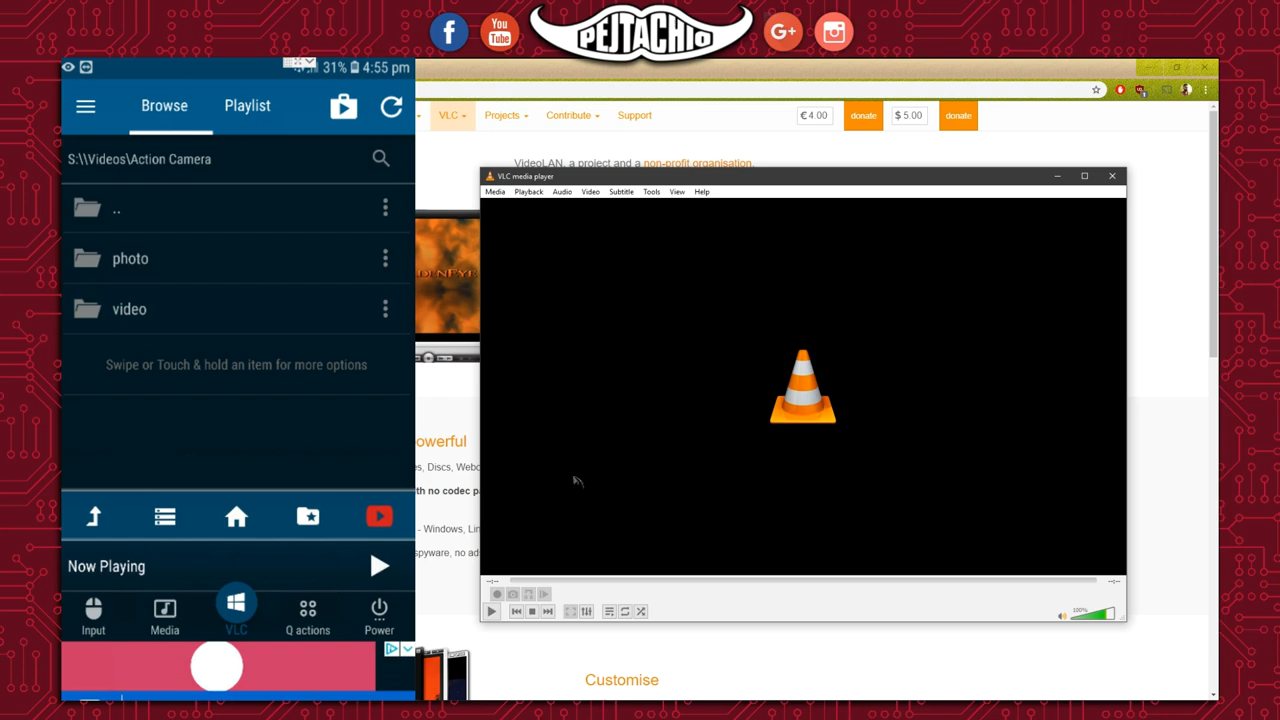 f
You
Tube
PEJTACHIO
G+
31% 4:55 pm
Browse
Playlist
S:\\Videos\Action Camera
..
photo
video
Swipe or Touch & hold an item for more options
Now Playing
Input
Media
VLC
Q actions
Power
VLC
Projects
Contribute
Support
€ 4.00
donate
$ 5.00
donate
VideoLAN, a project and a non-profit organisation.
VLC media player
Media Playback Audio Video Subtitle Tools View Help
--:--
--:--
100%
owerful
es, Discs, Webc
th no codec pa
- Windows, Lin
spyware, no ad
Customise